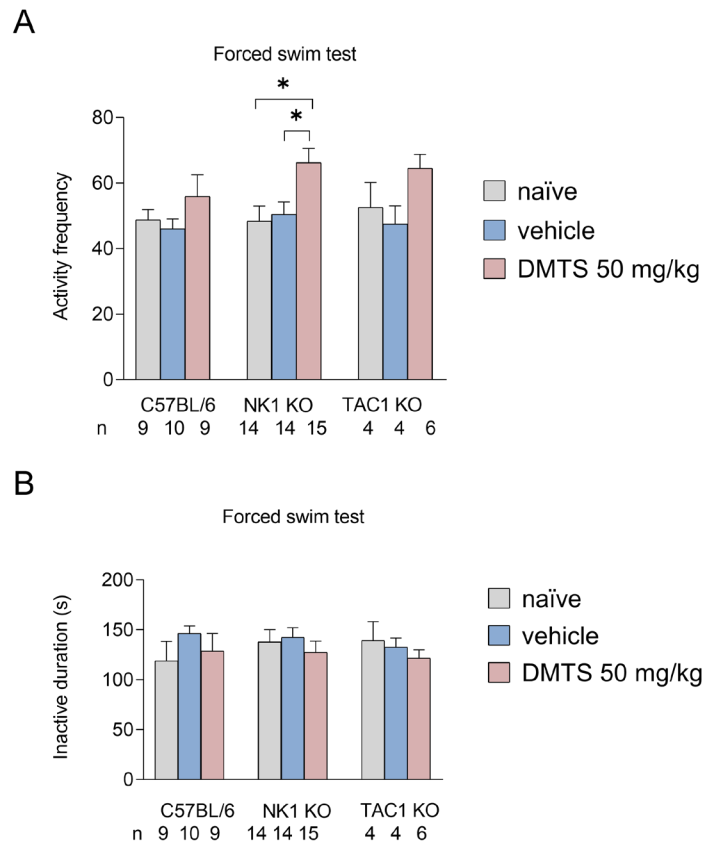 A
Forced swim test
*
*
80
60
40
20
0
Activity frequency
C57BL/6 NK1 KO TAC1 KO
n 9 10 9 14 14 15 4 4 6
naïve
vehicle
DMTS 50 mg/kg
B
Forced swim test
200
150
100
50
0
Inactive duration (s)
C57BL/6 NK1 KO TAC1 KO
n 9 10 9 14 14 15 4 4 6
naïve
vehicle
DMTS 50 mg/kg